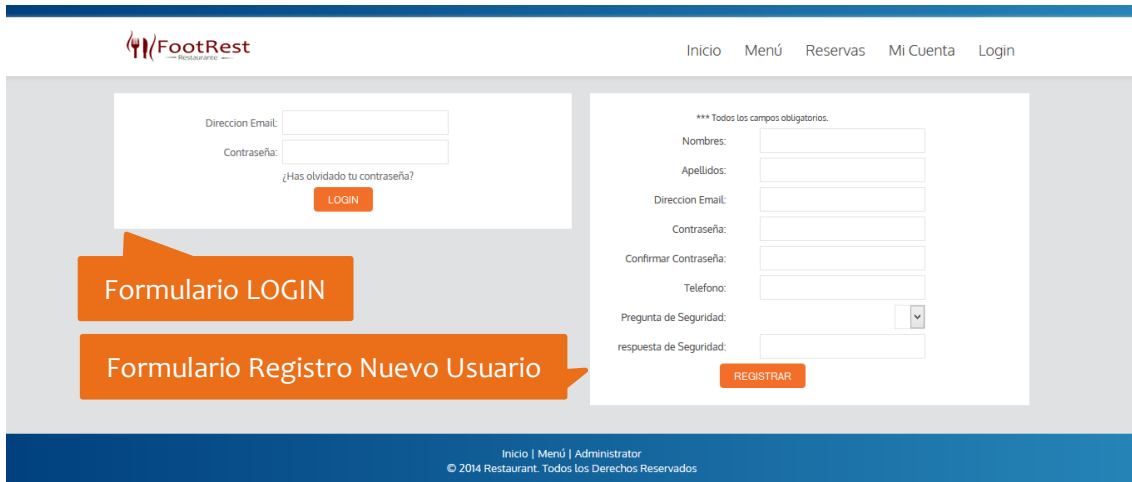 FootRest
Restaurante
Inicio Menú Reservas Mi Cuenta Login
Direccion Email:
Contraseña:
¿Has olvidado tu contraseña?
LOGIN
Formulario LOGIN
*** Todos los campos obligatorios.
Nombres:
Apellidos:
Direccion Email:
Contraseña:
Confirmar Contraseña:
Telefono:
Pregunta de Seguridad:
respuesta de Seguridad:
REGISTRAR
Formulario Registro Nuevo Usuario
Inicio | Menú | Administrator
© 2014 Restaurant. Todos los Derechos Reservados